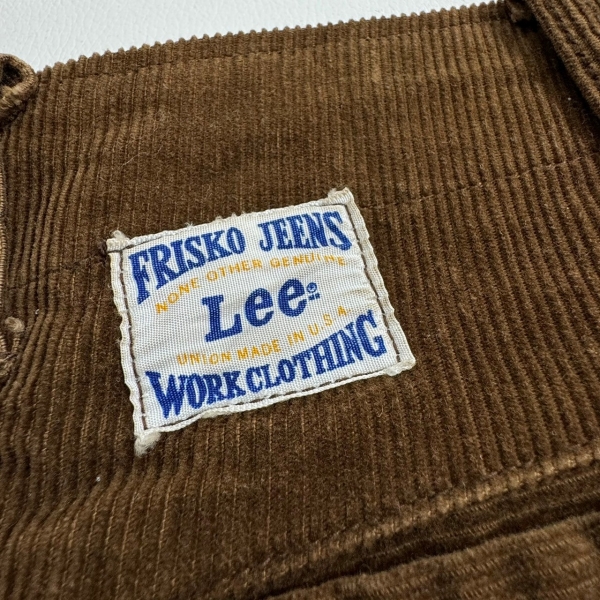 FRISKO JEENS
NONE OTHER GENUINE
Lee®
UNION MADE IN U.S.A.
WORK CLOTHING